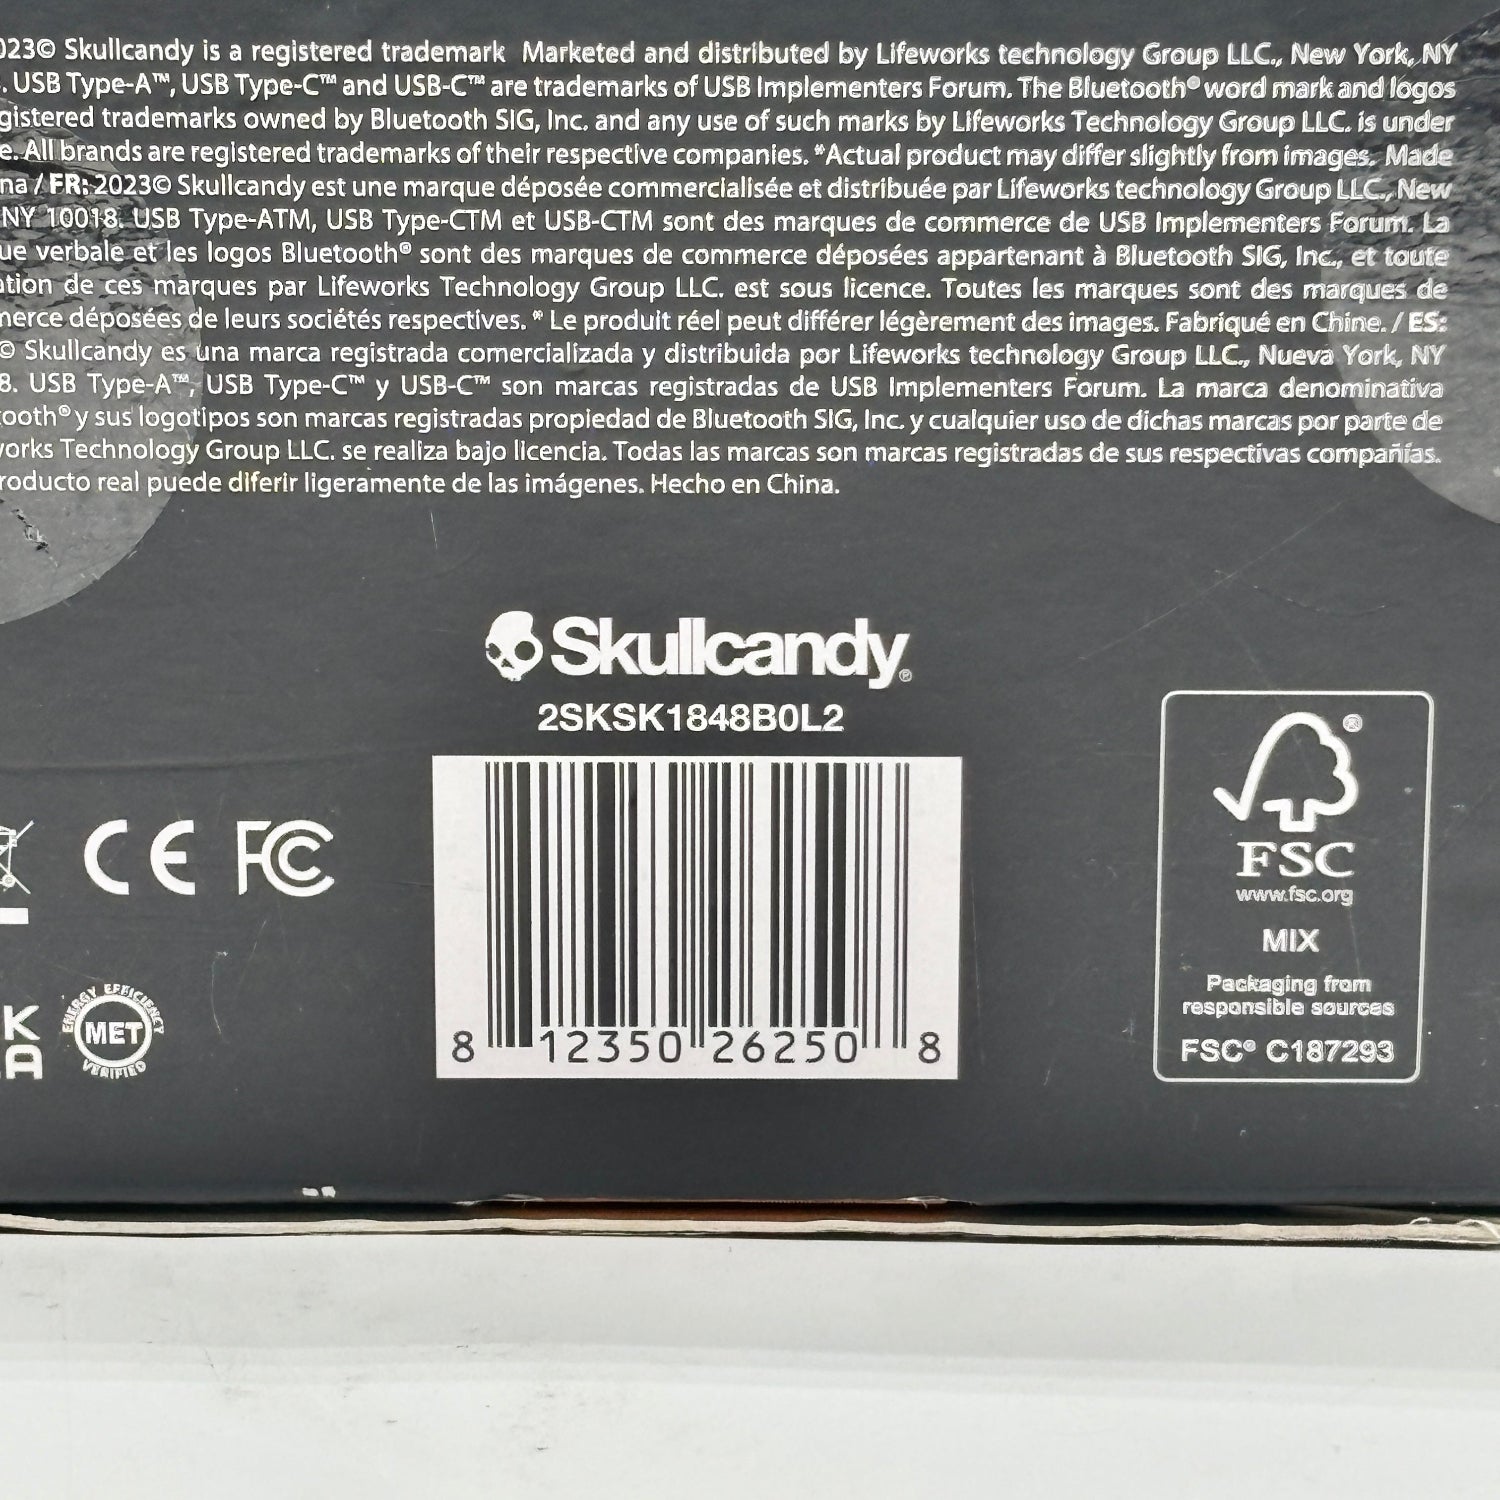 023© Skullcandy is a registered trademark Marketed and distributed by Lifeworks technology Group LLC., New York, NY
. USB Type-A™, USB Type-C™ and USB-C™ are trademarks of USB Implementers Forum. The Bluetooth® word mark and logos
gistered trademarks owned by Bluetooth SIG, Inc. and any use of such marks by Lifeworks Technology Group LLC. is under
e. All brands are registered trademarks of their respective companies. *Actual product may differ slightly from images. Made
na / FR: 2023© Skullcandy est une marque déposée commercialisée et distribuée par Lifeworks technology Group LLC., New
NY 10018. USB Type-ATM, USB Type-CTM et USB-CTM sont des marques de commerce de USB Implementers Forum. La
ue verbale et les logos Bluetooth® sont des marques de commerce déposées appartenant à Bluetooth SIG, Inc., et toute
ation de ces marques par Lifeworks Technology Group LLC. est sous licence. Toutes les marques sont des marques de
merce déposées de leurs sociétés respectives. * Le produit réel peut différer légèrement des images. Fabriqué en Chine. / ES:
© Skullcandy es una marca registrada comercializada y distribuida por Lifeworks technology Group LLC., Nueva York, NY
8. USB Type-A™, USB Type-C™ y USB-C™ son marcas registradas de USB Implementers Forum. La marca denominativa
tooth® y sus logotipos son marcas registradas propiedad de Bluetooth SIG, Inc. y cualquier uso de dichas marcas por parte de
works Technology Group LLC. se realiza bajo licencia. Todas las marcas son marcas registradas de sus respectivas compañías.
roducto real puede diferir ligeramente de las imágenes. Hecho en China.
Skullcandy®
2SKSK1848B0L2
8 12350 26250 8
CE FC
K
A
ENERGY EFFICIENCY
MET
VERIFIED
®
FSC
www.fsc.org
MIX
Packaging from
responsible sources
FSC® C187293